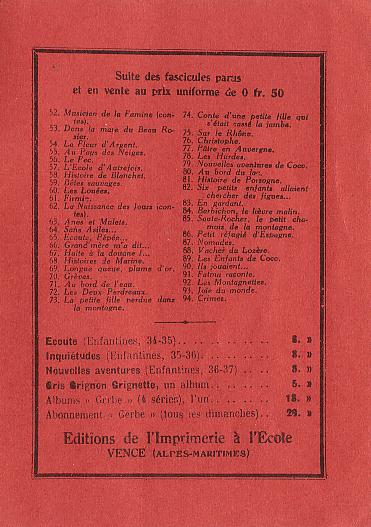 Suite des fascicules parus
et en vente au prix uniforme de 0 fr. 50
52. Musicien de la Famine (con-
tes).
53. Dans la mare du Beau Ro-
sier.
54. La Fleur d'Argent.
55. Au Pays des Neiges.
56. Le Pec.
57. L'Ecole d'Autrefois.
58. Histoire de Blanchet.
59. Bêtes sauvages.
60. Les Louées.
61. Firmin.
62. La Naissance des Jours (con-
tes).
63. Anes et Mulets.
64. Sans Asiles...
65. Ecoute, Pépée...
66. Grand mère m'a dit...
67. Halte à la douane !...
68. Histoires de Marine.
69. Longue queue, plume d'or.
70. Grèves.
71. Au bord de l'eau.
72. Les Deux Perdreaux.
73. La petite fille perdue dans
la montagne.
74. Conte d'une petite fille qui
s'était cassé la jambe.
75. Sur le Rhône.
76. Christophe.
77. Pâtre en Auvergne.
78. Les Hurdes.
79. Nouvelles aventures de Coco.
80. Au bord du lac.
81. Histoire de Porsogne.
82. Six petits enfants allaient
chercher des figues...
83. En gardant.
84. Barbichon, le lièvre malin.
85. Saute-Rocher, le petit cha-
mois de la montagne.
86. Petit réfugié d'Espagne.
87. Nomades.
88. Vacher du Lozère.
89. Les Enfants de Coco.
90. Ils jouaient...
91. Fatma raconte.
92. Les Montagnettes.
93. Joie du monde.
94. Crimes.
Ecoute (Enfantines, 34-35)........... 8. »
Inquiétudes (Enfantines, 35-36)......... 8. »
Nouvelles aventures (Enfantines, 36-37) .. 8. »
Gris Grignon Grignette, un album...... 5. »
Albums « Gerbe » (4 séries), l'un........ 18. »
Abonnement « Gerbe » (tous les dimanches).. 28. »
Editions de l'Imprimerie à l'Ecole
VENCE (ALPES-MARITIMES)